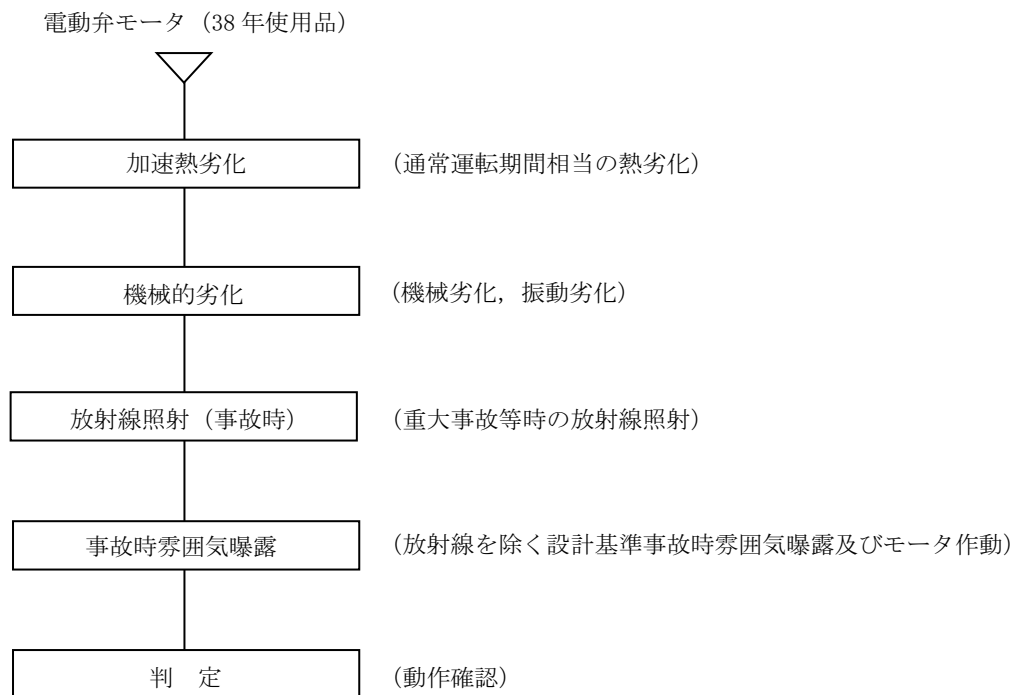 電動弁モータ（38 年使用品）
加速熱劣化 （通常運転期間相当の熱劣化）
機械的劣化 （機械劣化，振動劣化）
放射線照射（事故時） （重大事故等時の放射線照射）
事故時雰囲気曝露 （放射線を除く設計基準事故時雰囲気曝露及びモータ作動）
判　定 （動作確認）